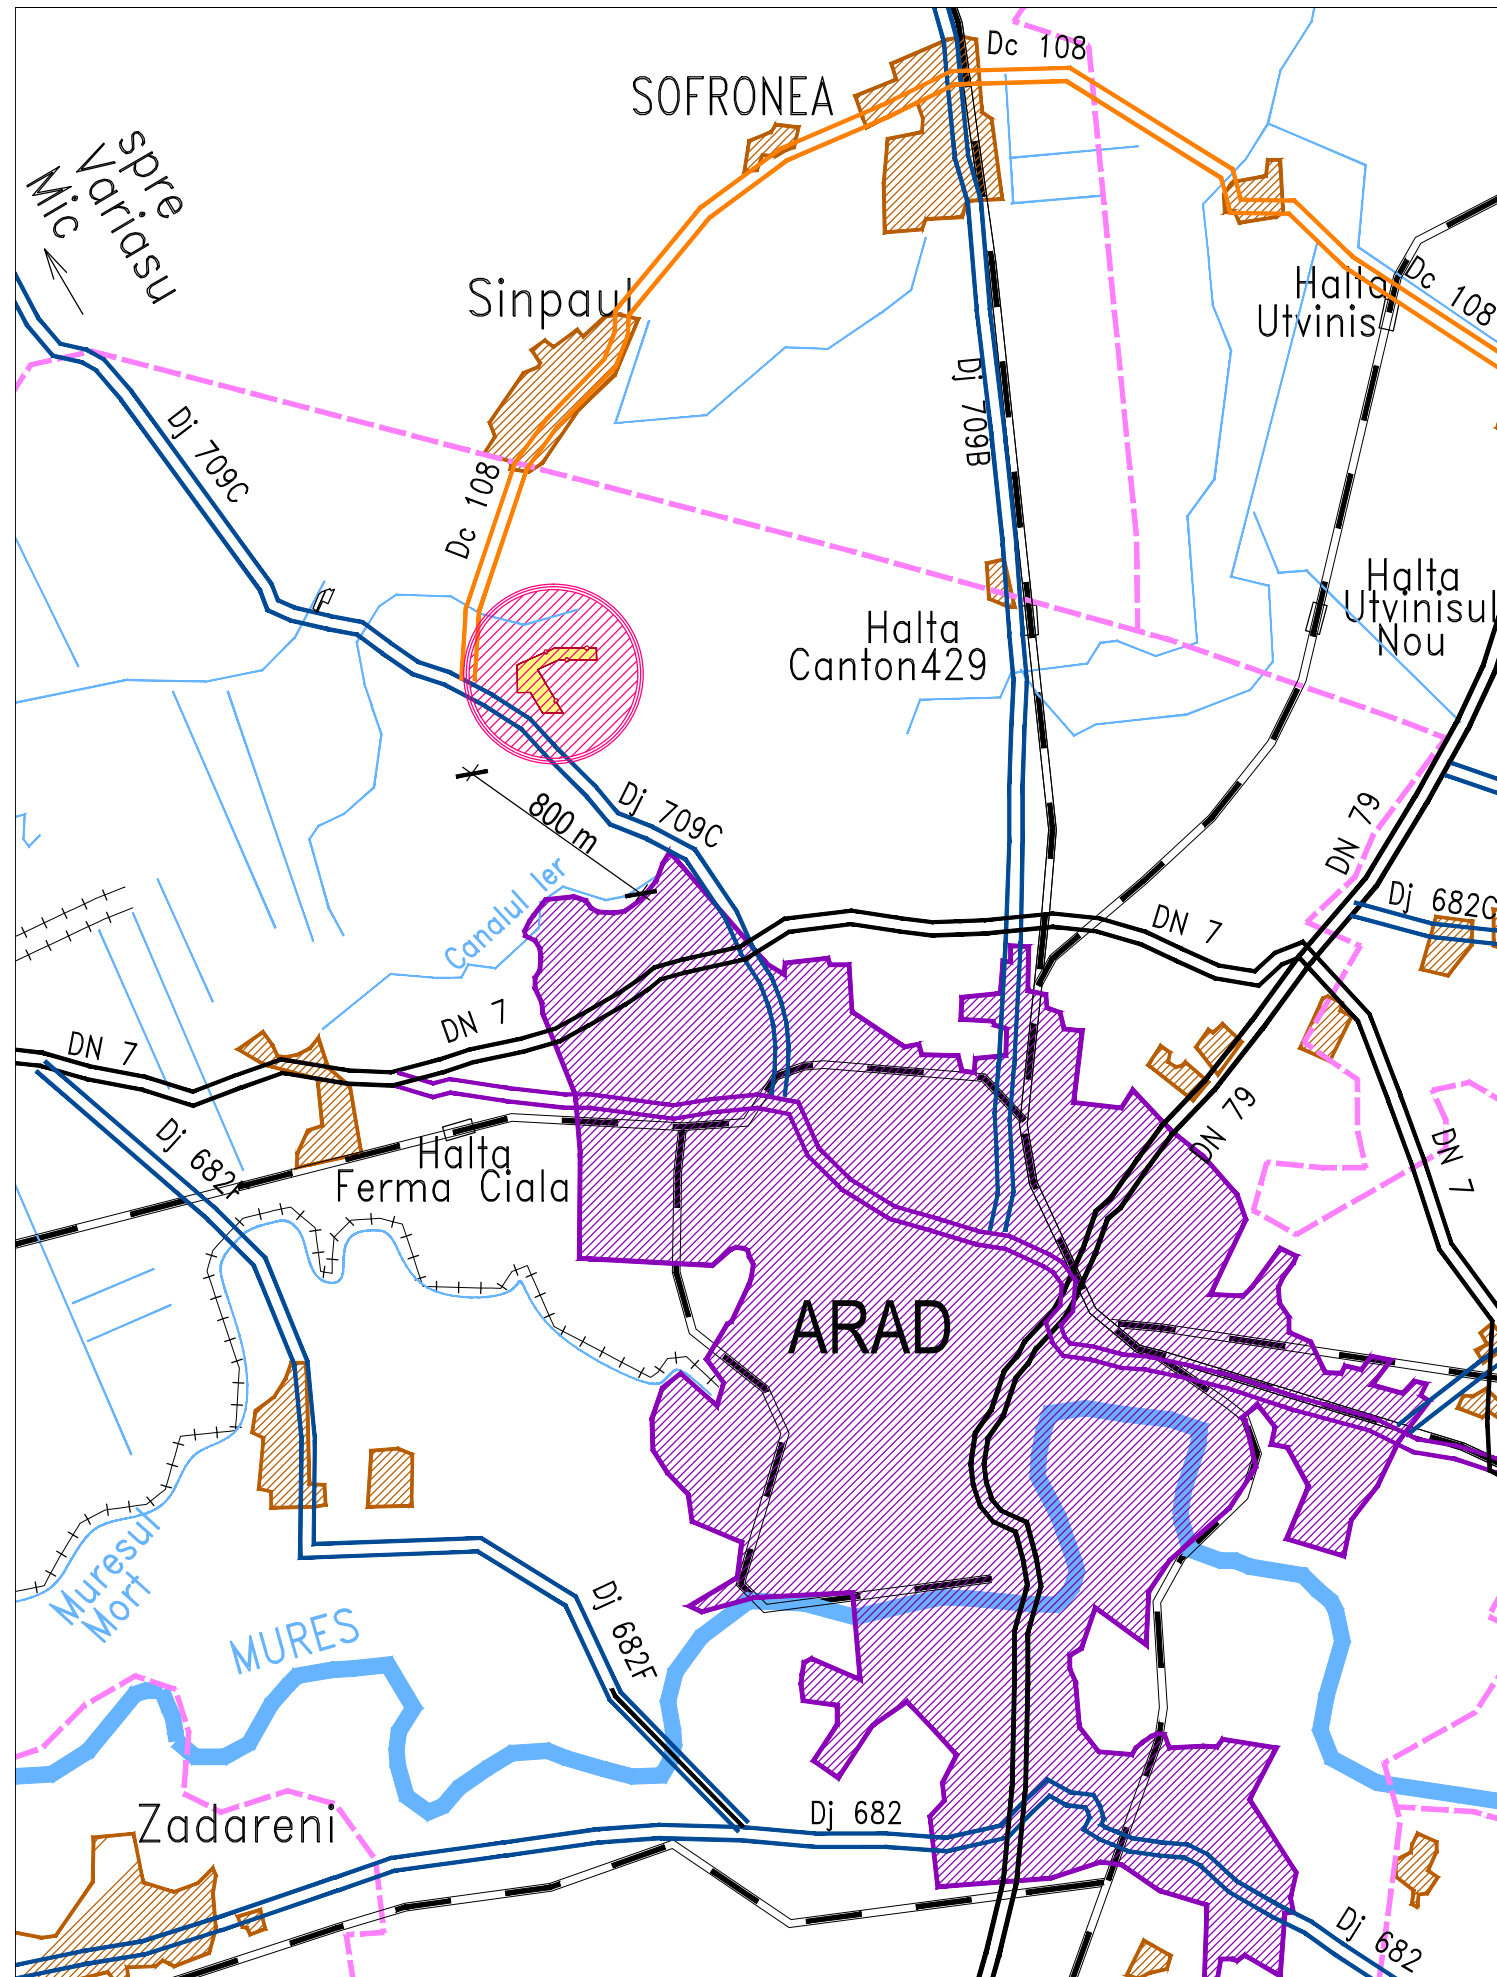 Dc 108
SOFRONEA
spre
Variasu
Mic
Sinpaul
Halta
Utvinis
Dc 108
Dj 709C
Dj 709B
Dc 108
Halta
Utvinisul
Nou
Halta
Canton429
Dj 709C
800 m
DN 79
Canalul Ier
Dj 682C
DN 7
DN 7
DN 7
DN 79
DN 7
Dj 682F
Halta
Ferma Ciala
ARAD
Muresul
Mort
MURES
Dj 682F
Zadareni
Dj 682
Dj 682